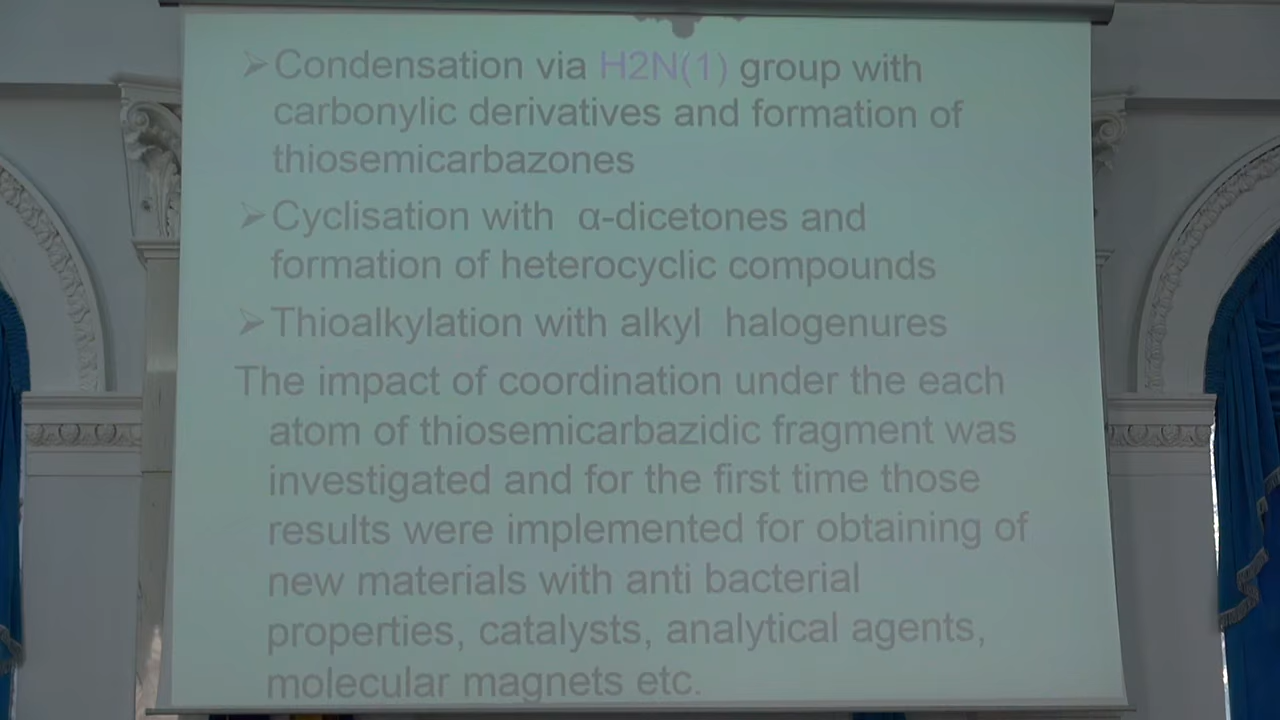 ➢Condensation via H2N(1) group with
carbonylic derivatives and formation of
thiosemicarbazones
➢Cyclisation with α-dicetones and
formation of heterocyclic compounds
➢Thioalkylation with alkyl halogenures
The impact of coordination under the each
atom of thiosemicarbazidic fragment was
investigated and for the first time those
results were implemented for obtaining of
new materials with anti bacterial
properties, catalysts, analytical agents,
molecular magnets etc.